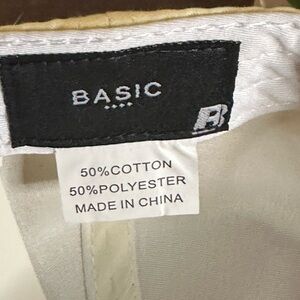 BASIC
50%COTTON
50%POLYESTER
MADE IN CHINA